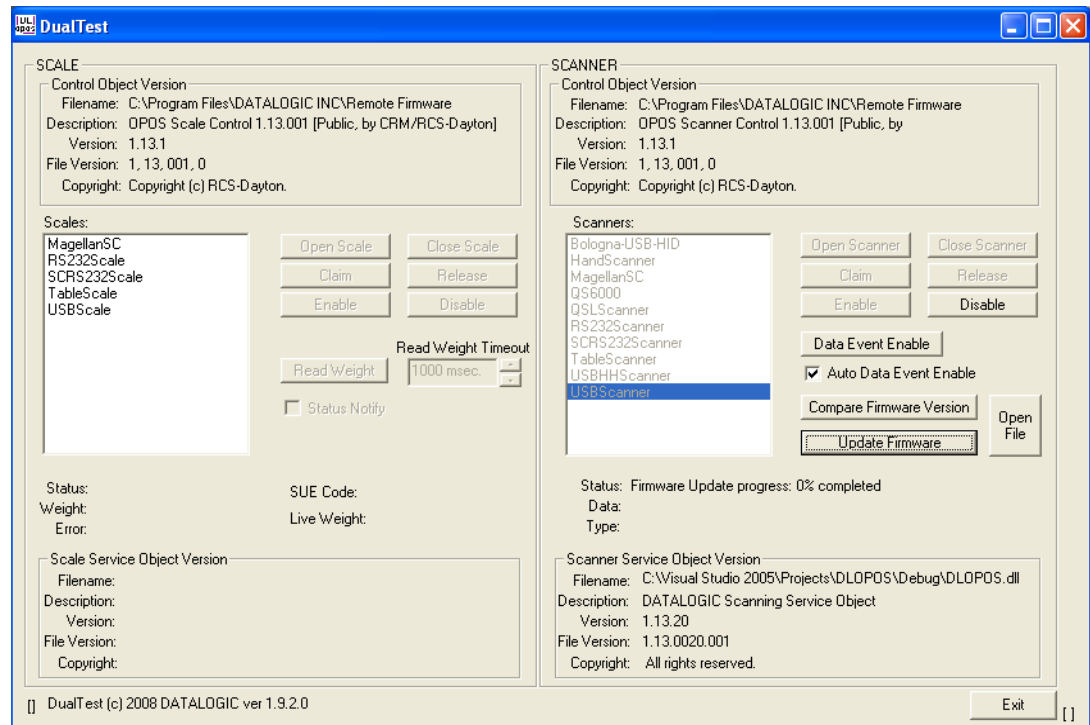 UL
opos
DualTest
SCALE
Control Object Version
Filename: C:\Program Files\DATALOGIC INC\Remote Firmware
Description: OPOS Scale Control 1.13.001 [Public, by CRM/RCS-Dayton]
Version: 1.13.1
File Version: 1, 13, 001, 0
Copyright: Copyright (c) RCS-Dayton.
Scales:
MagellanSC
RS232Scale
SCRS232Scale
TableScale
USBScale
Open Scale
Close Scale
Claim
Release
Enable
Disable
Read Weight Timeout
Read Weight
1000 msec.
Status Notify
Status:
Weight:
Error:
SUE Code:
Live Weight:
Scale Service Object Version
Filename:
Description:
Version:
File Version:
Copyright:
SCANNER
Control Object Version
Filename: C:\Program Files\DATALOGIC INC\Remote Firmware
Description: OPOS Scanner Control 1.13.001 [Public, by
Version: 1.13.1
File Version: 1, 13, 001, 0
Copyright: Copyright (c) RCS-Dayton.
Scanners:
Bologna-USB-HID
HandScanner
MagellanSC
QS6000
QSLScanner
RS232Scanner
SCRS232Scanner
TableScanner
USBHHScanner
USBScanner
Open Scanner
Close Scanner
Claim
Release
Enable
Disable
Data Event Enable
Auto Data Event Enable
Compare Firmware Version
Update Firmware
Open
File
Status: Firmware Update progress: 0% completed
Data:
Type:
Scanner Service Object Version
Filename: C:\Visual Studio 2005\Projects\DLOPOS\Debug\DLOPOS.dll
Description: DATALOGIC Scanning Service Object
Version: 1.13.20
File Version: 1.13.0020.001
Copyright: All rights reserved.
[] DualTest (c) 2008 DATALOGIC ver 1.9.2.0
Exit
[ ]